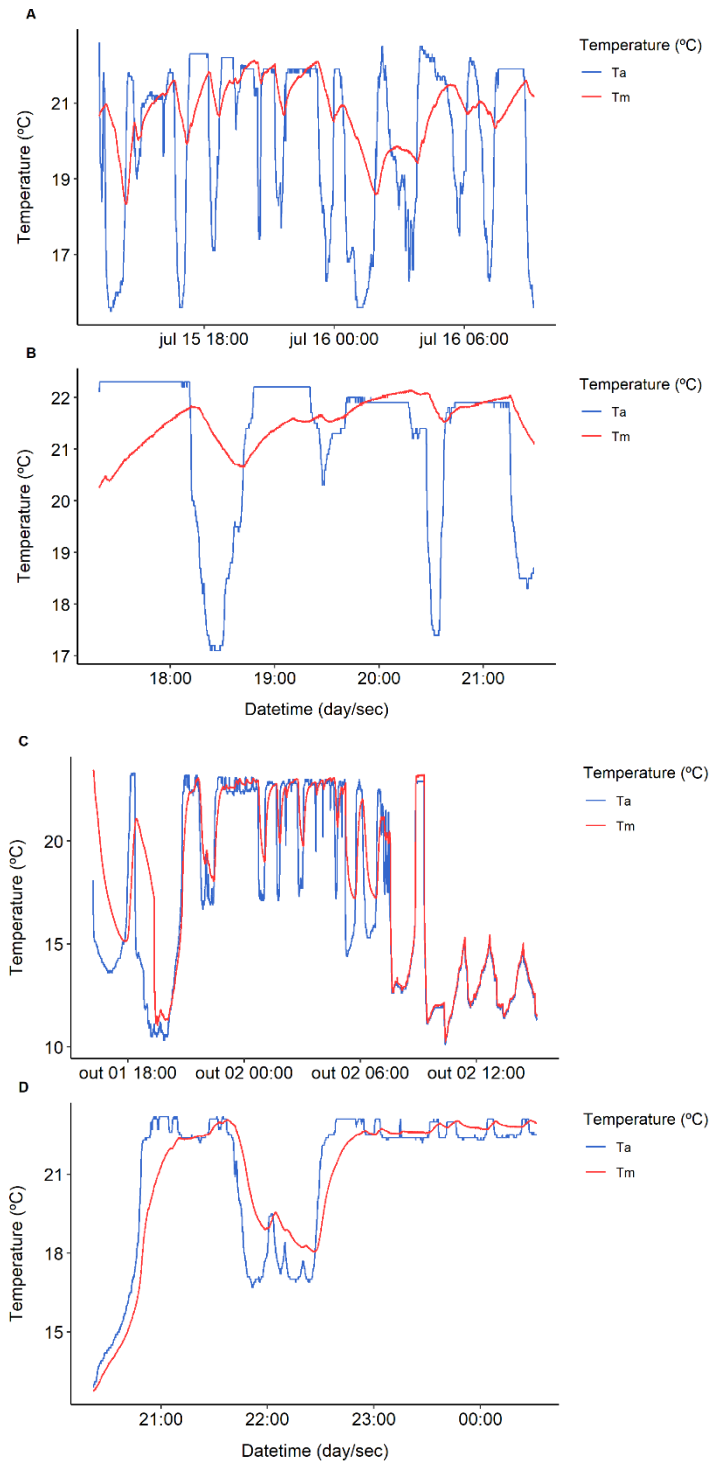 A
Temperature (ºC)
21
19
17
jul 15 18:00
jul 16 00:00
jul 16 06:00
Temperature (ºC)
Ta
Tm
B
Temperature (ºC)
22
21
20
19
18
17
18:00
19:00
20:00
21:00
Datetime (day/sec)
Temperature (ºC)
Ta
Tm
C
Temperature (ºC)
20
15
10
out 01 18:00
out 02 00:00
out 02 06:00
out 02 12:00
Temperature (ºC)
Ta
Tm
D
Temperature (ºC)
21
18
15
21:00
22:00
23:00
00:00
Datetime (day/sec)
Temperature (ºC)
Ta
Tm